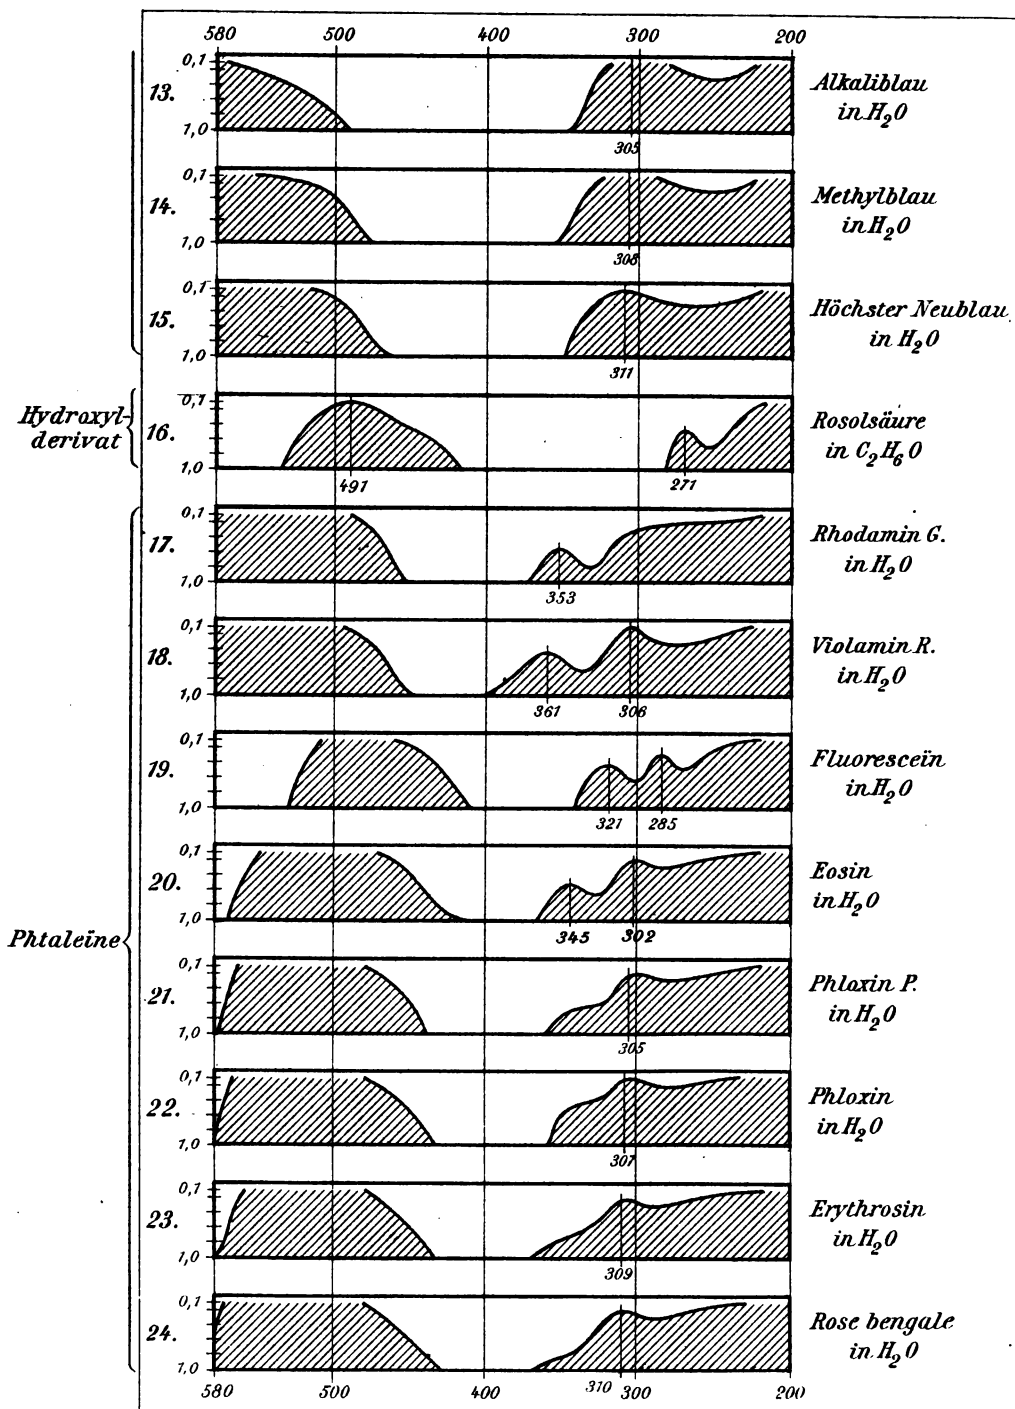 580 500 400 300 200
0,1
13.
1,0
305
Alkaliblau
in H₂O
0,1
14.
1,0
308
Methylblau
in H₂O
0,1
15.
1,0
311
Höchster Neublau
in H₂O
Hydroxyl-
derivat
0,1
16.
1,0
491 271
Rosolsäure
in C₂H₆O
0,1
17.
1,0
353
Rhodamin G.
in H₂O
0,1
18.
1,0
361 306
Violamin R.
in H₂O
0,1
19.
1,0
321 285
Fluoresceïn
in H₂O
Phtaleïne
0,1
20.
1,0
345 302
Eosin
in H₂O
0,1
21.
1,0
305
Phloxin P.
in H₂O
0,1
22.
1,0
307
Phloxin
in H₂O
0,1
23.
1,0
309
Erythrosin
in H₂O
0,1
24.
1,0
Rose bengale
in H₂O
580 500 400 310 300 200